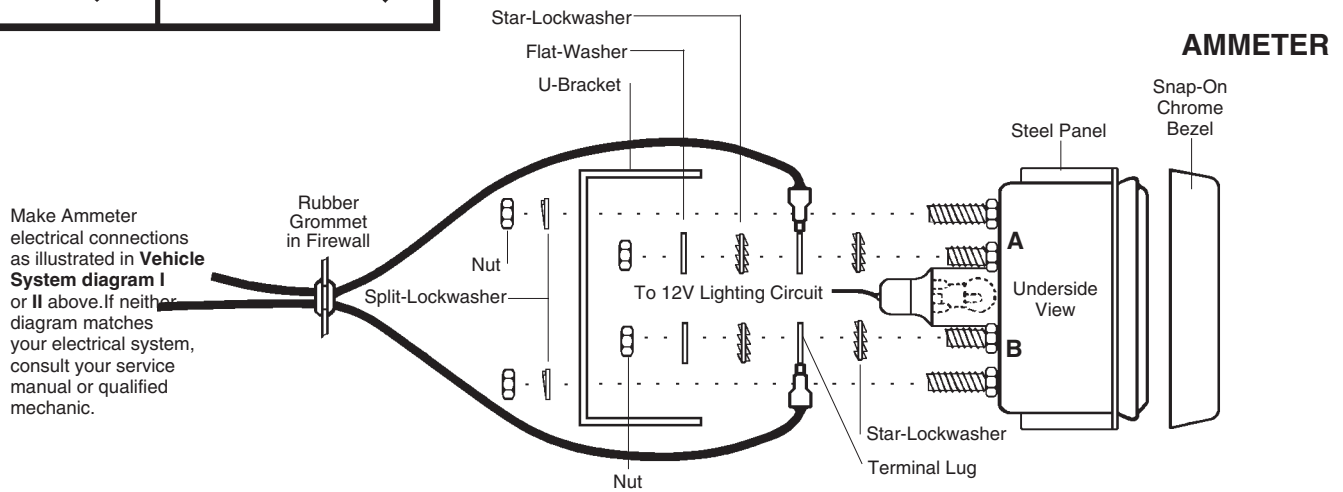 Star-Lockwasher
Flat-Washer
U-Bracket
AMMETER
Snap-On
Chrome
Bezel
Steel Panel
Rubber
Grommet
in Firewall
Make Ammeter
electrical connections
as illustrated in Vehicle
System diagram I
or II above.If neither
diagram matches
your electrical system,
consult your service
manual or qualified
mechanic.
Nut
Split-Lockwasher
To 12V Lighting Circuit
A
Underside
View
B
Star-Lockwasher
Terminal Lug
Nut